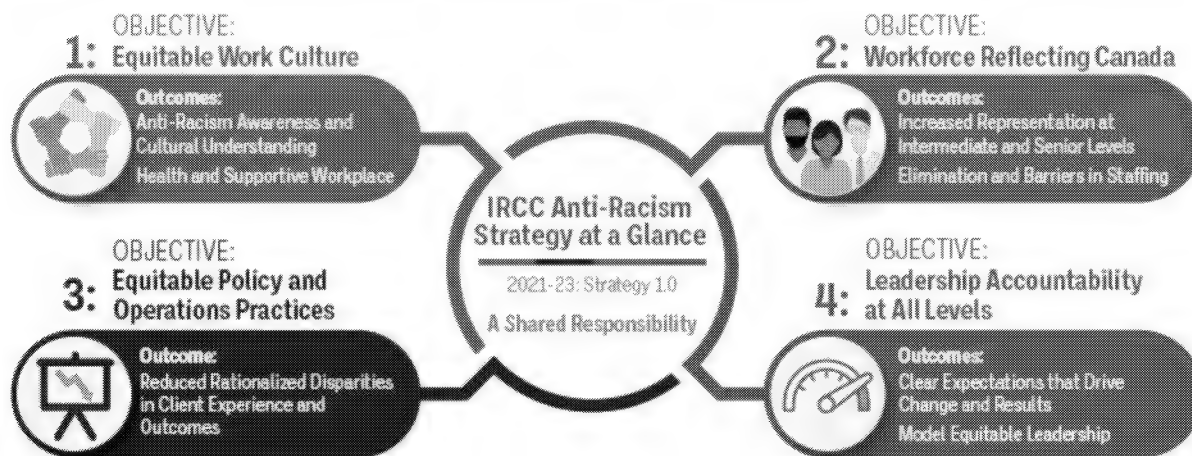 OBJECTIVE:
1: Equitable Work Culture
Outcomes:
Anti-Racism Awareness and
Cultural Understanding
Health and Supportive Workplace
OBJECTIVE:
2: Workforce Reflecting Canada
Outcomes:
Increased Representation at
Intermediate and Senior Levels
Elimination and Barriers in Staffing
IRCC Anti-Racism
Strategy at a Glance
2021-23: Strategy 1.0
A Shared Responsibility
OBJECTIVE:
3: Equitable Policy and
Operations Practices
Outcome:
Reduced Rationalized Disparities
in Client Experience and
Outcomes
OBJECTIVE:
4: Leadership Accountability
at All Levels
Outcomes:
Clear Expectations that Drive
Change and Results
Model Equitable Leadership